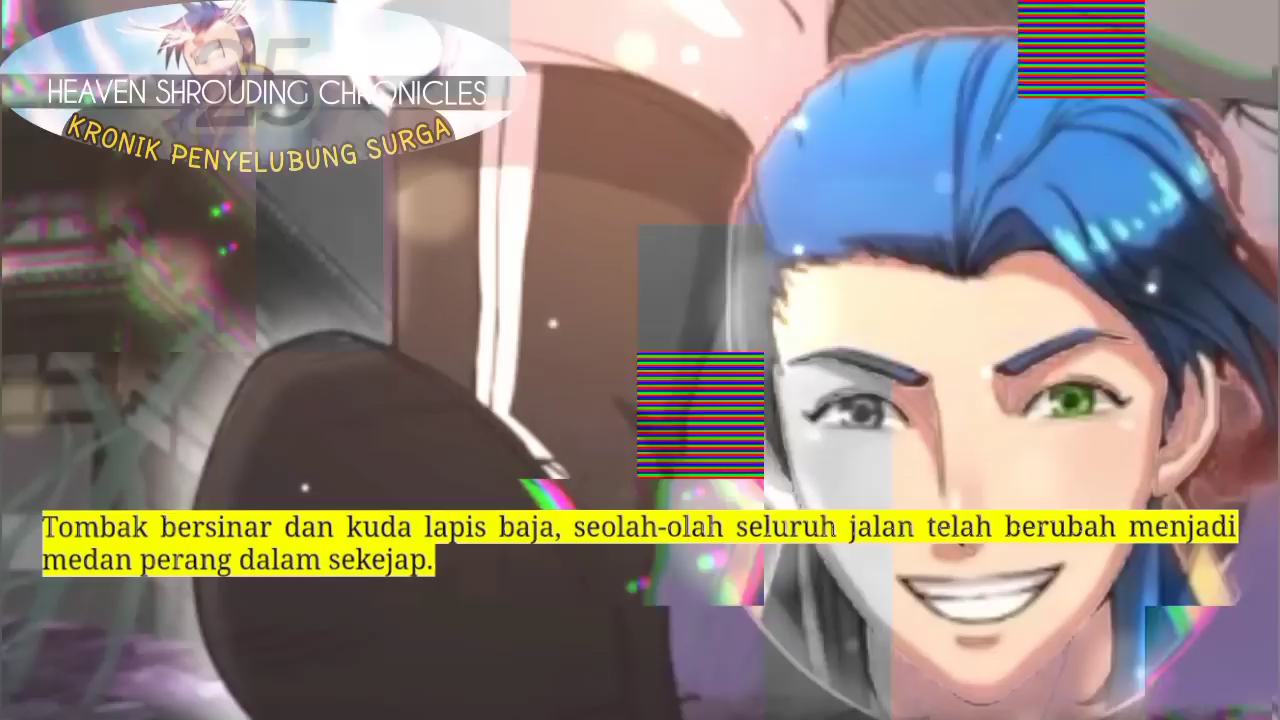 25
HEAVEN SHROUDING CHRONICLES
KRONIK PENYELUBUNG SURGA
Tombak bersinar dan kuda lapis baja, seolah-olah seluruh jalan telah berubah menjadi
medan perang dalam sekejap.